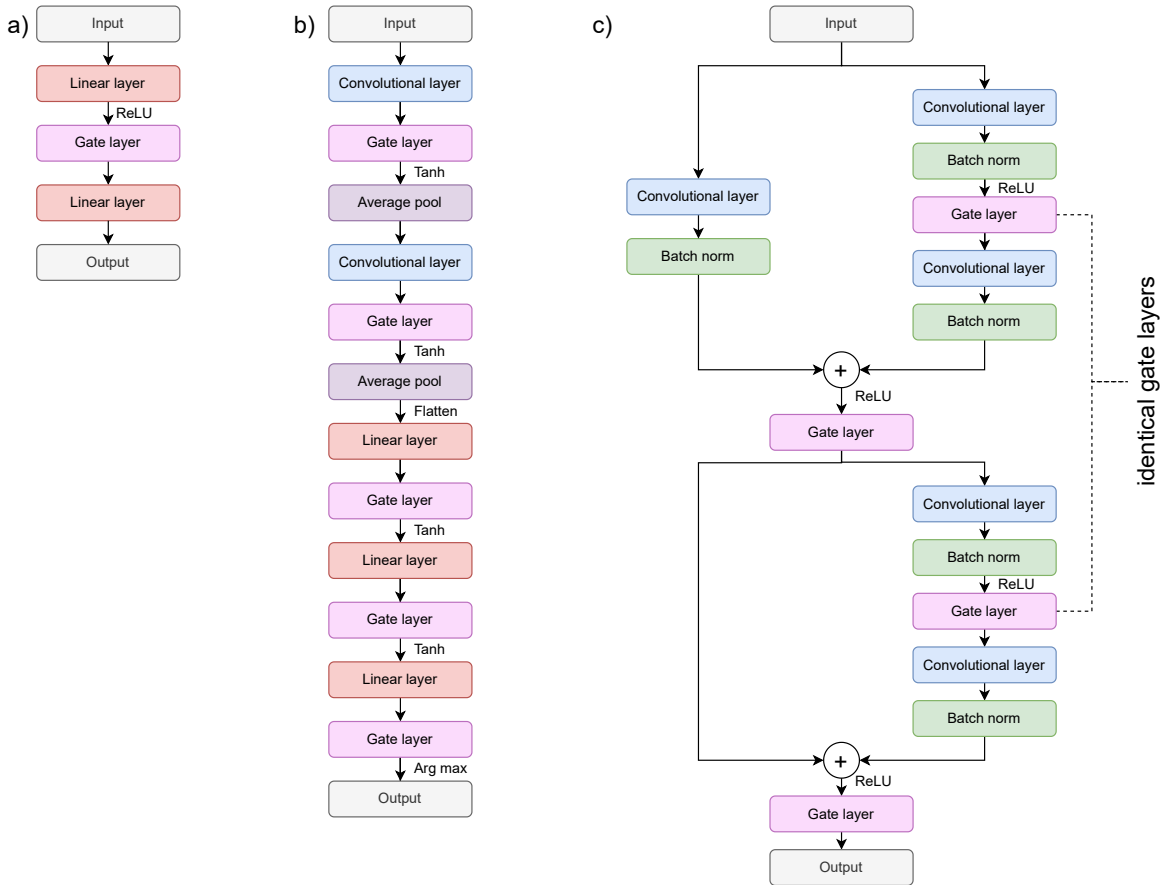 a)
Input
Linear layer
ReLU
Gate layer
Linear layer
Output
b)
Input
Convolutional layer
Gate layer
Tanh
Average pool
Convolutional layer
Gate layer
Tanh
Average pool
Flatten
Linear layer
Gate layer
Tanh
Linear layer
Gate layer
Tanh
Linear layer
Gate layer
Arg max
Output
c)
Input
Convolutional layer
Batch norm
Convolutional layer
Batch norm
ReLU
Gate layer
Convolutional layer
Batch norm
+
ReLU
Gate layer
Convolutional layer
Batch norm
ReLU
Gate layer
Convolutional layer
Batch norm
+
ReLU
Gate layer
Output
identical gate layers